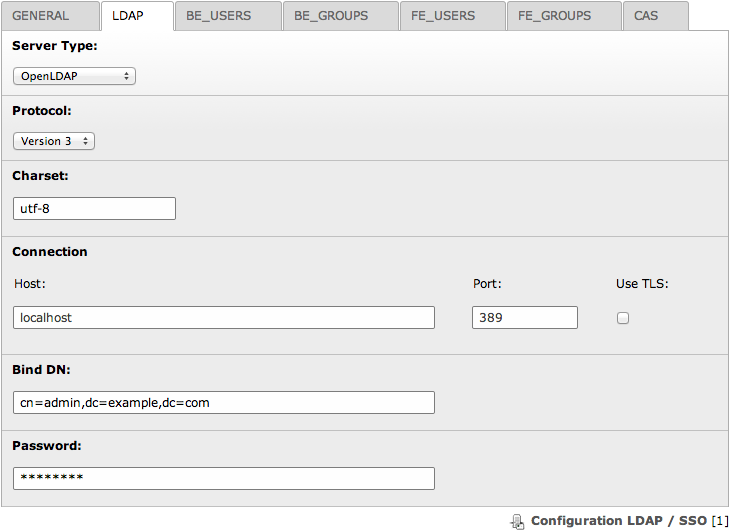 GENERAL LDAP BE_USERS BE_GROUPS FE_USERS FE_GROUPS CAS
Server Type:
OpenLDAP
Protocol:
Version 3
Charset:
utf-8
Connection
Host: Port: Use TLS:
localhost 389
Bind DN:
cn=admin,dc=example,dc=com
Password:
********
Configuration LDAP / SSO [1]